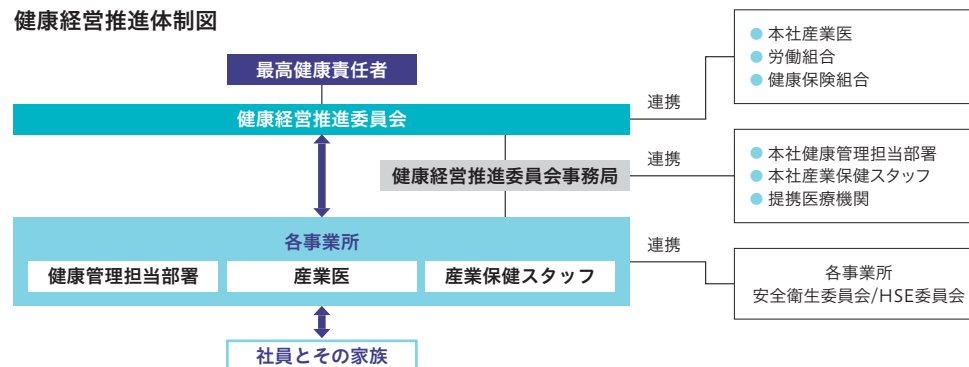 健康経営推進体制図
最高健康責任者
健康経営推進委員会
連携
● 本社産業医
● 労働組合
● 健康保険組合
健康経営推進委員会事務局
連携
● 本社健康管理担当部署
● 本社産業保健スタッフ
● 提携医療機関
各事業所
健康管理担当部署
産業医
産業保健スタッフ
連携
各事業所
安全衛生委員会/HSE委員会
社員とその家族